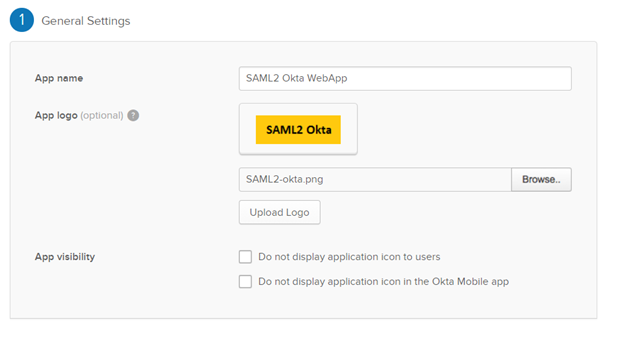 1 General Settings
App name SAML2 Okta WebApp
App logo (optional) ?
SAML2 Okta
SAML2-okta.png Browse..
Upload Logo
App visibility Do not display application icon to users
Do not display application icon in the Okta Mobile app